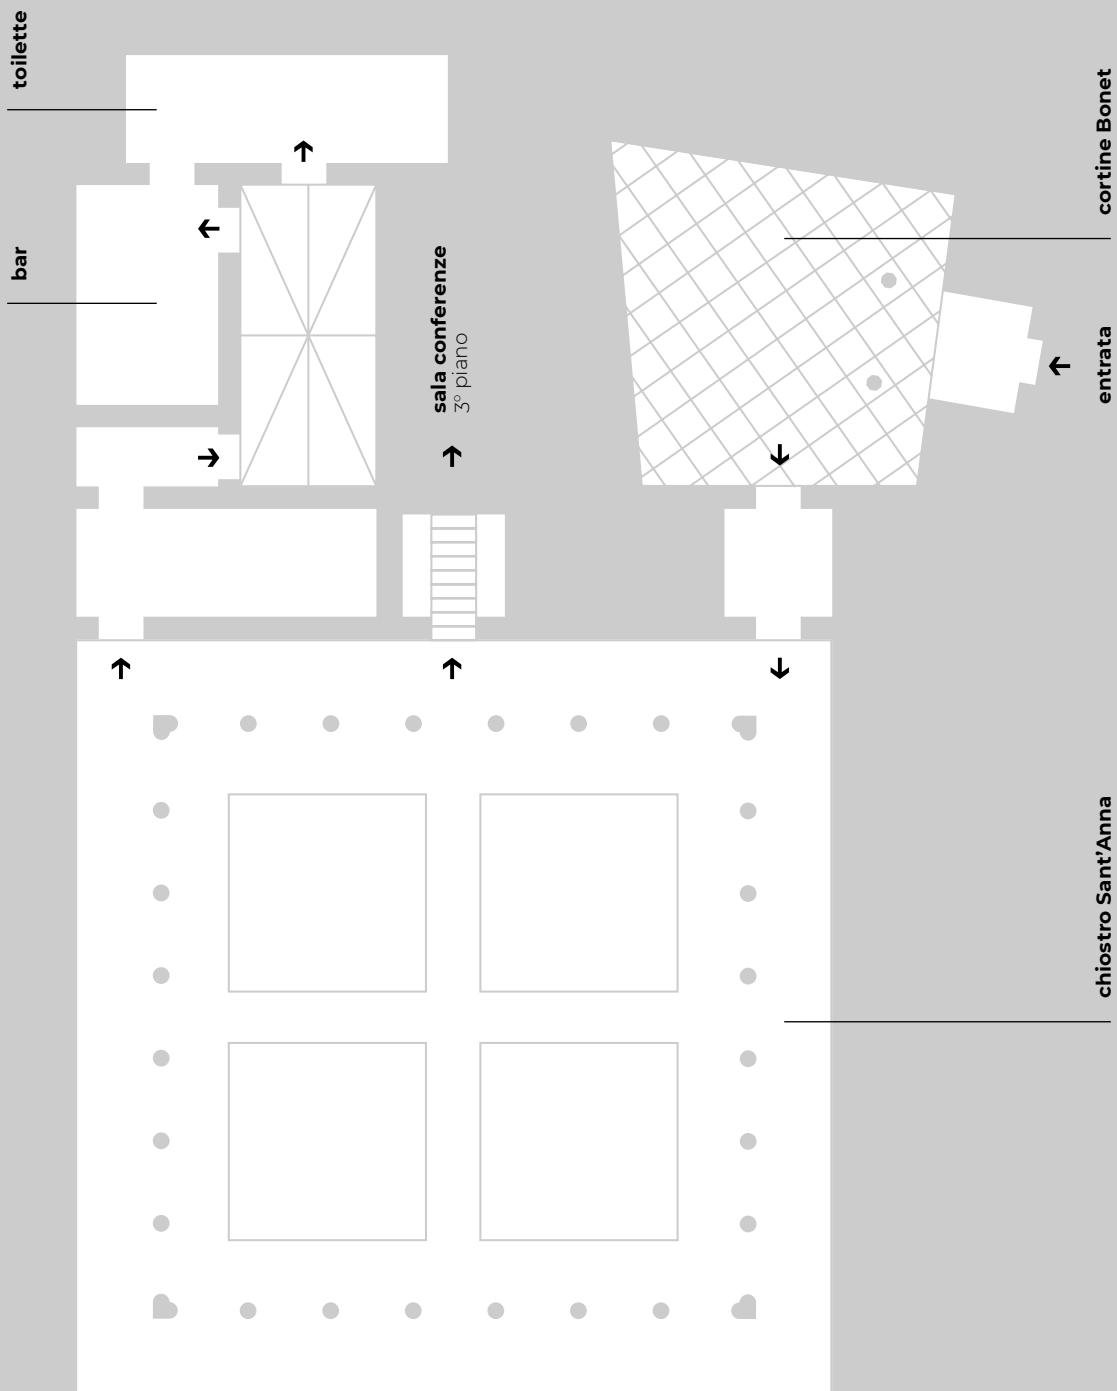 toilette
bar
sala conferenze
3° piano
cortine Bonet
entrata
chiostro Sant’Anna